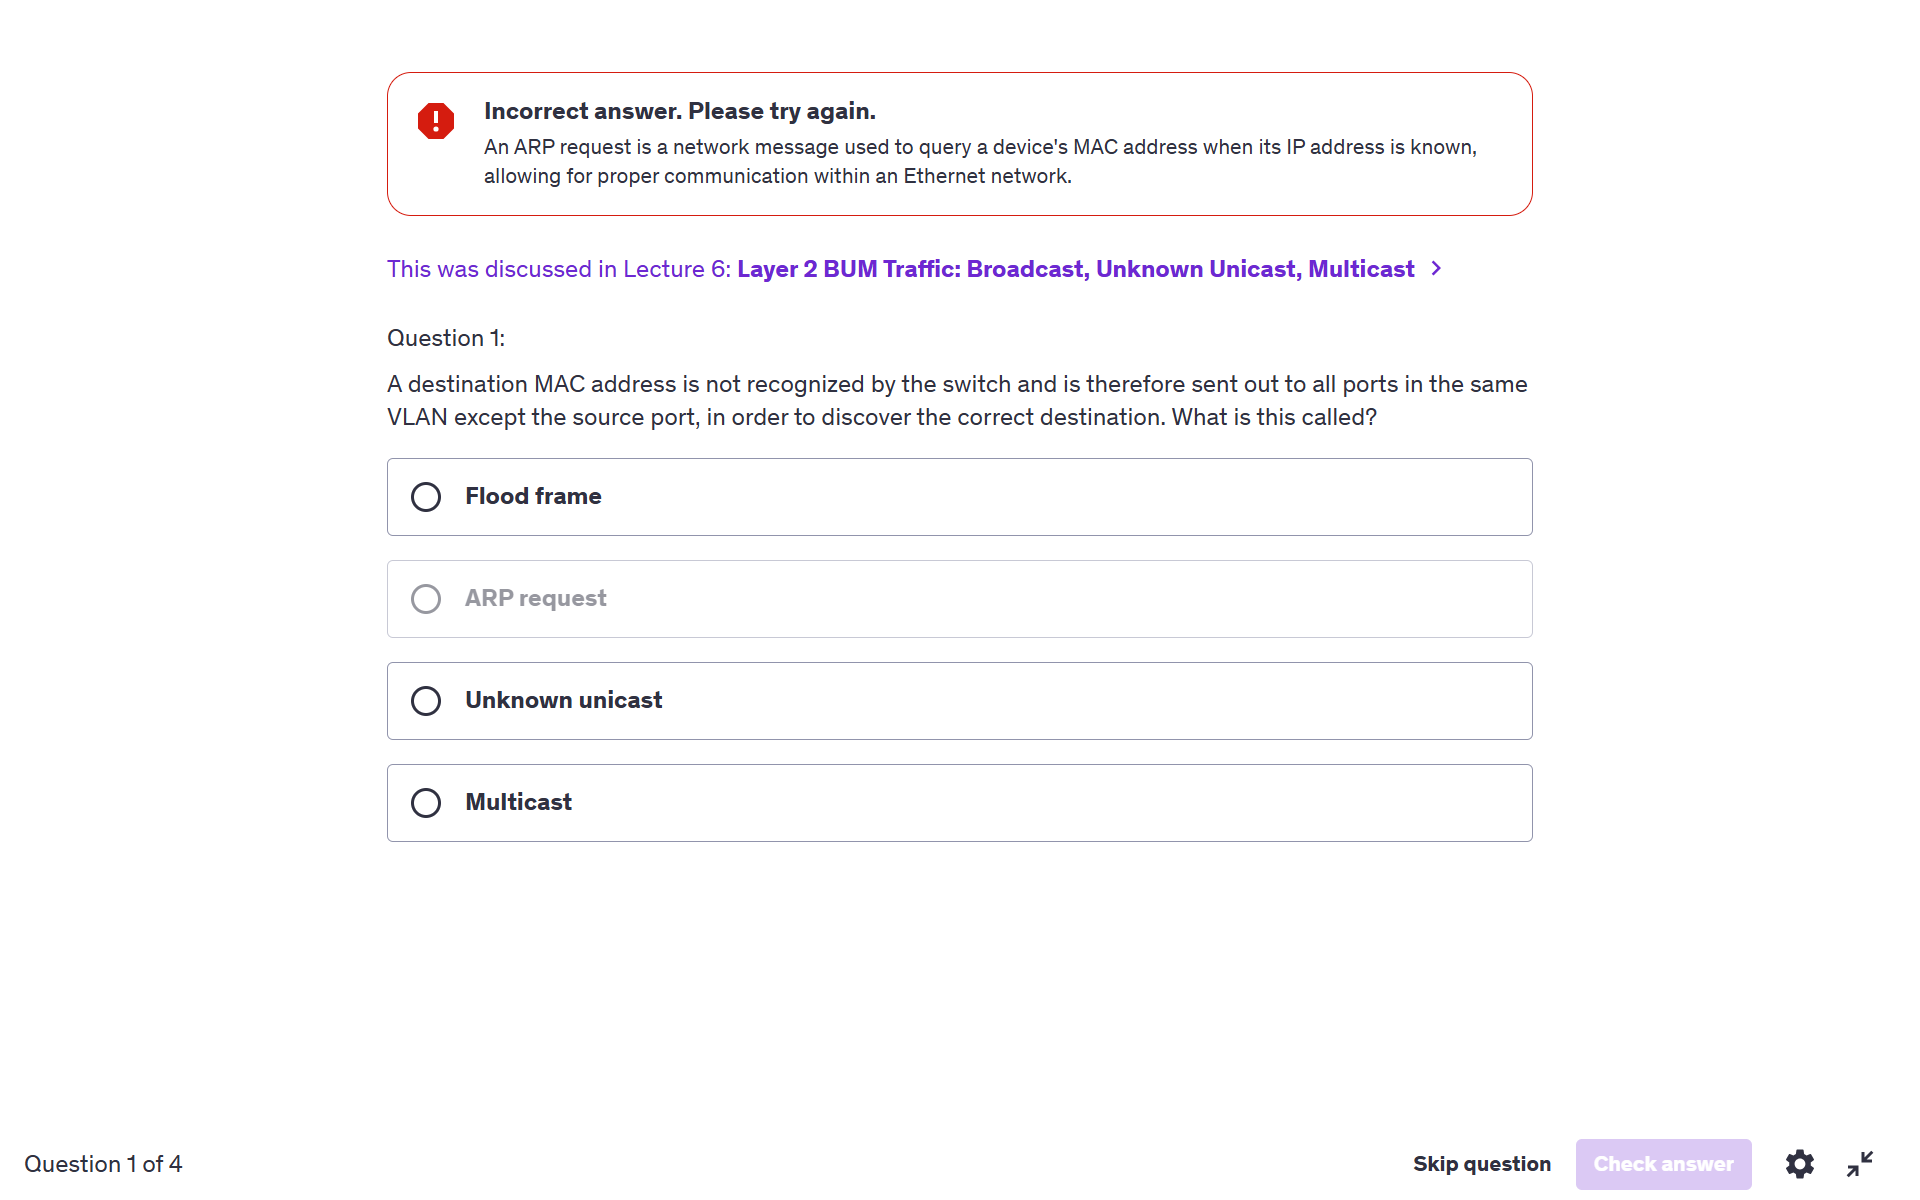 Incorrect answer. Please try again.
An ARP request is a network message used to query a device's MAC address when its IP address is known,
allowing for proper communication within an Ethernet network.
This was discussed in Lecture 6: Layer 2 BUM Traffic: Broadcast, Unknown Unicast, Multicast
Question 1:
A destination MAC address is not recognized by the switch and is therefore sent out to all ports in the same
VLAN except the source port, in order to discover the correct destination. What is this called?
Flood frame
ARP request
Unknown unicast
Multicast
Question 1 of 4
Skip question
Check answer